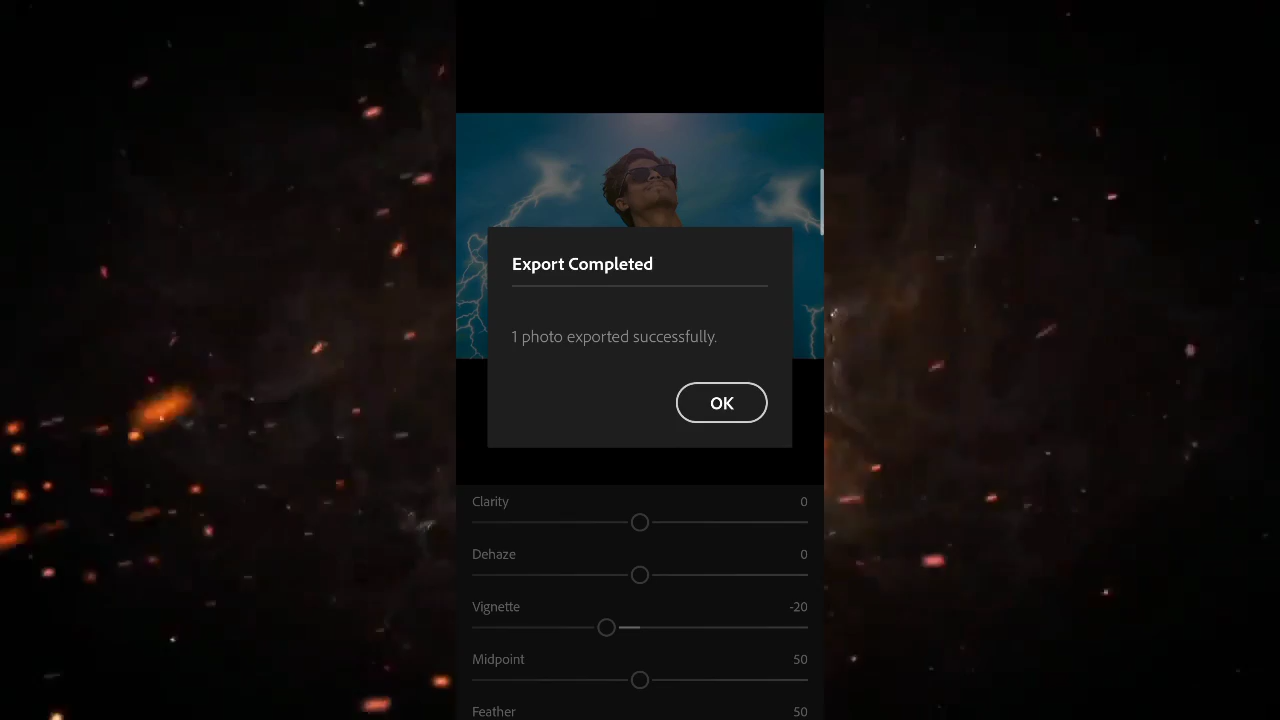 Export Completed
1 photo exported successfully.
OK
Clarity 0
Dehaze 0
Vignette -20
Midpoint 50
Feather 50